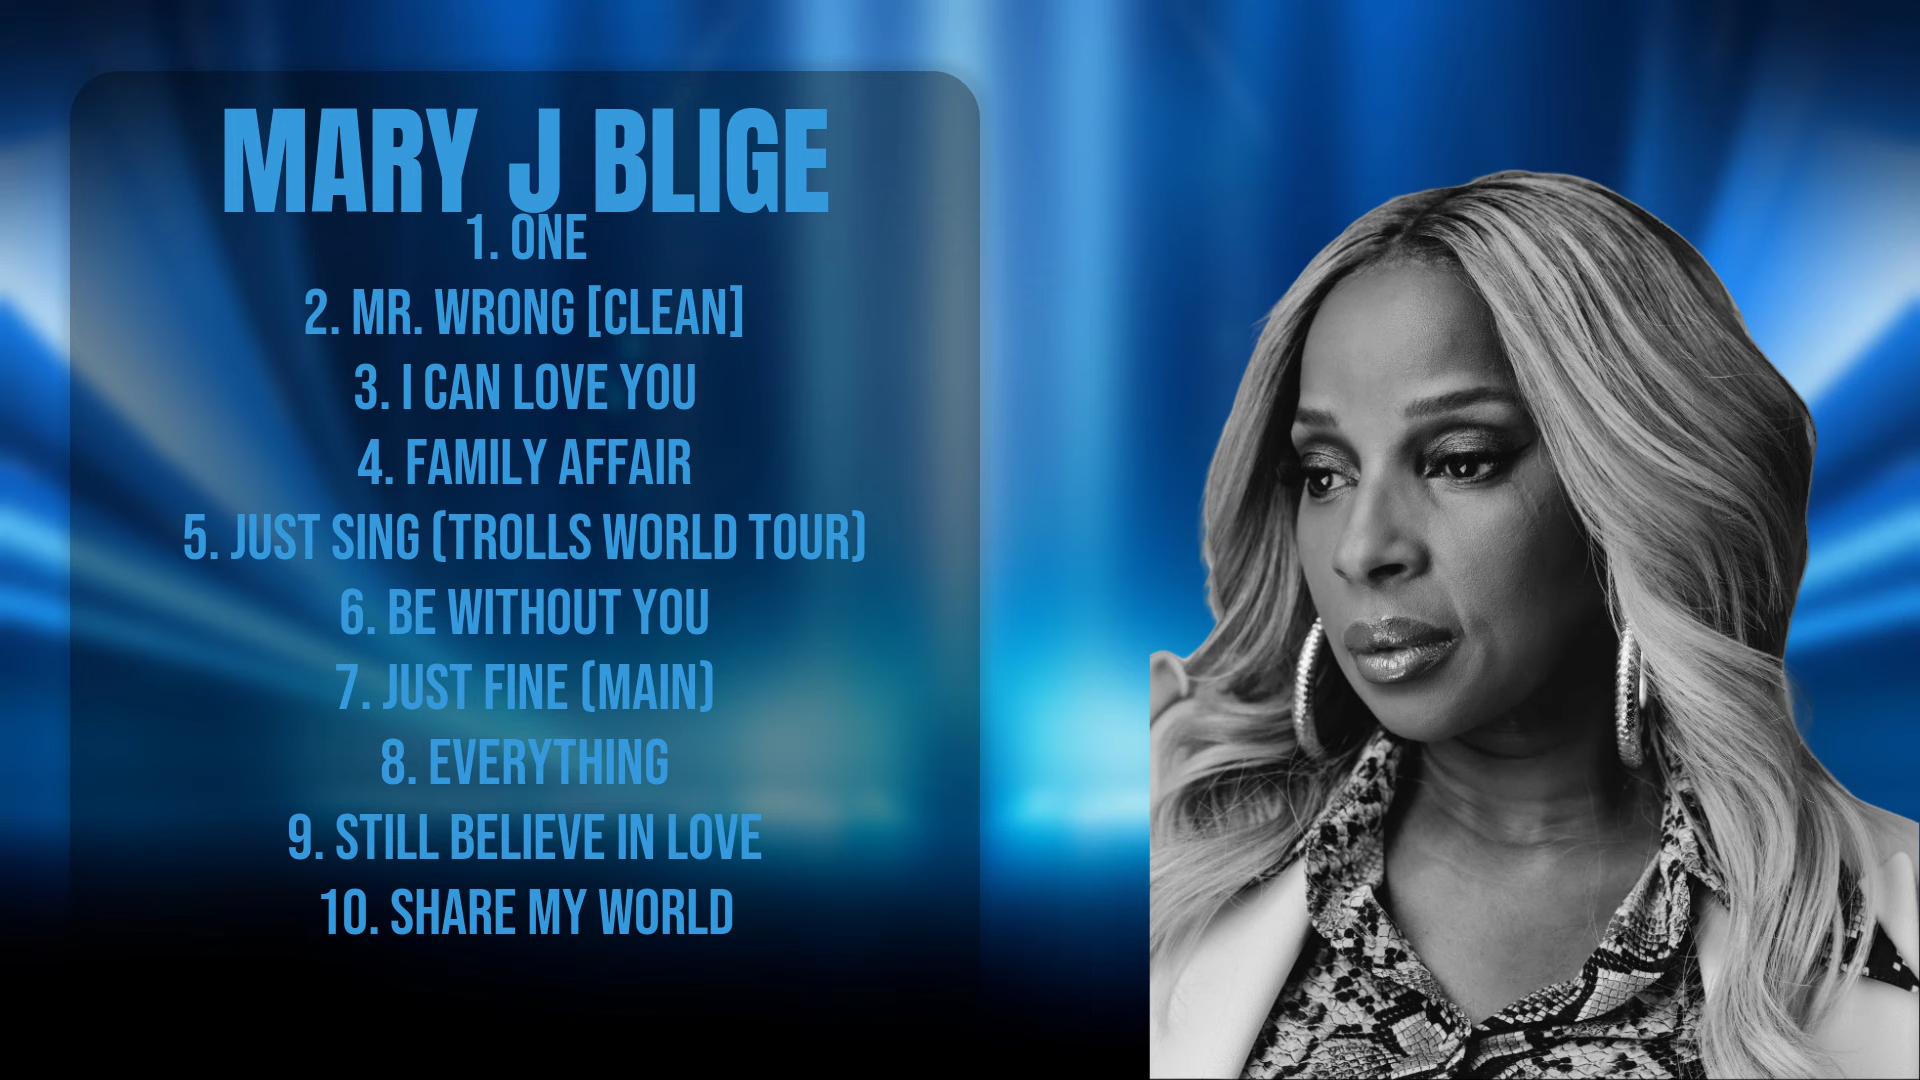 MARY J BLIGE
1. ONE
2. MR. WRONG [CLEAN]
3. I CAN LOVE YOU
4. FAMILY AFFAIR
5. JUST SING (TROLLS WORLD TOUR)
6. BE WITHOUT YOU
7. JUST FINE (MAIN)
8. EVERYTHING
9. STILL BELIEVE IN LOVE
10. SHARE MY WORLD